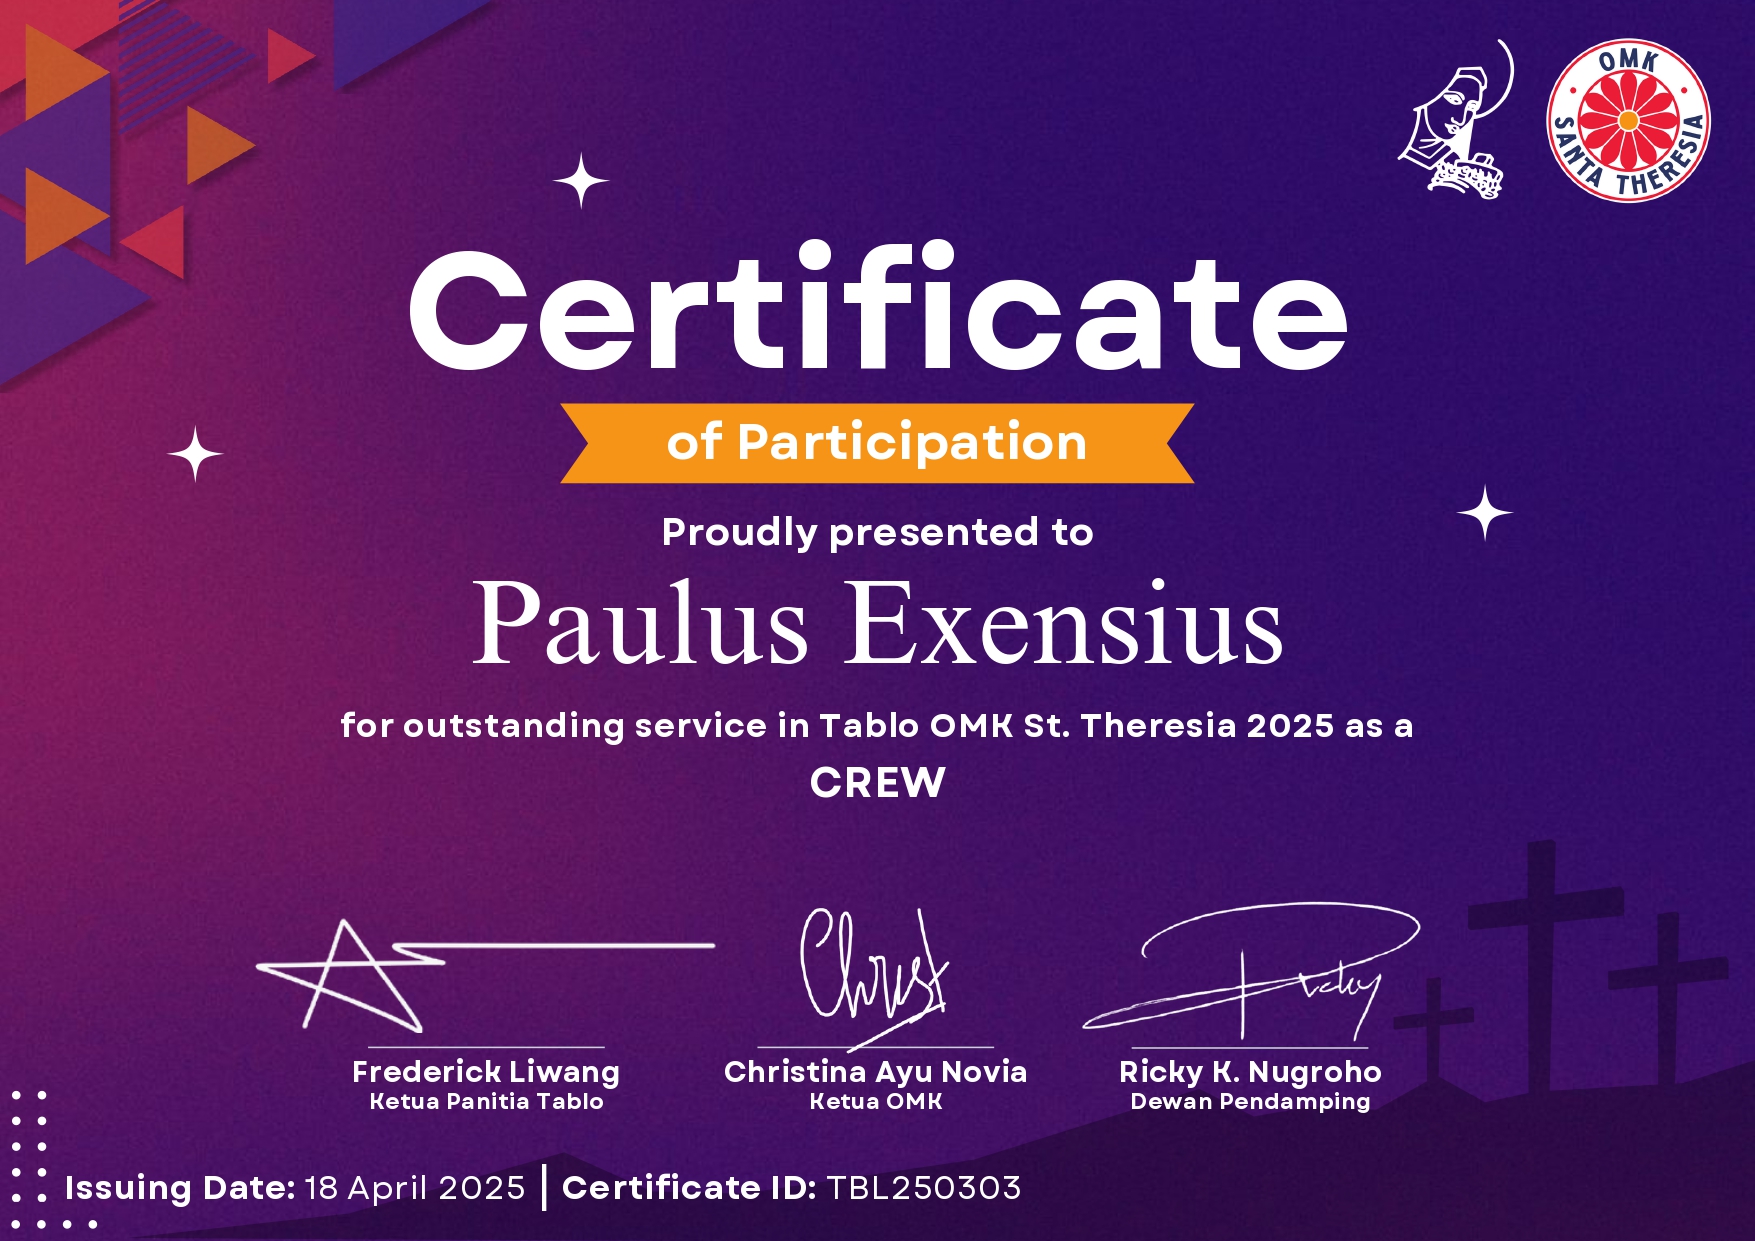 OMK
SANTA THERESIA
Certificate
of Participation
Proudly presented to
Paulus Exensius
for outstanding service in Tablo OMK St. Theresia 2025 as a
CREW
Christ
Ricky
Frederick Liwang
Christina Ayu Novia
Ricky K. Nugroho
Ketua Panitia Tablo
Ketua OMK
Dewan Pendamping
Issuing Date: 18 April 2025 | Certificate ID: TBL250303